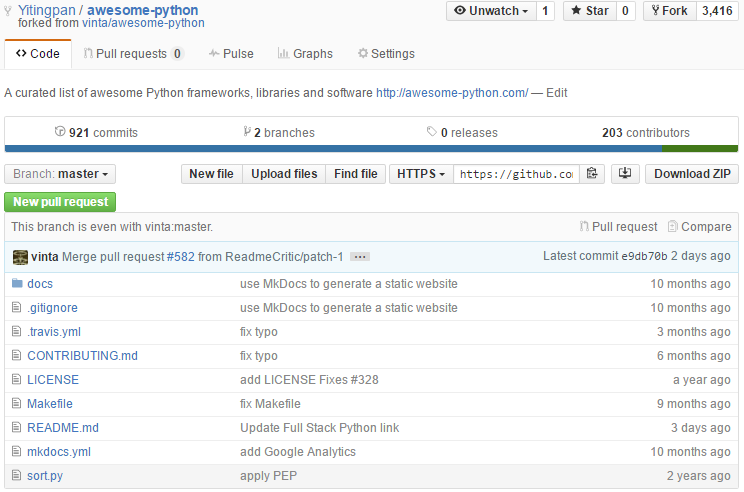 Yitingpan / awesome-python
forked from vinta/awesome-python
Unwatch 1 Star 0 Fork 3,416
Code Pull requests 0 Pulse Graphs Settings
A curated list of awesome Python frameworks, libraries and software http://awesome-python.com/ — Edit
921 commits 2 branches 0 releases 203 contributors
Branch: master New file Upload files Find file HTTPS https://github.co Download ZIP
New pull request
This branch is even with vinta:master. Pull request Compare
vinta Merge pull request #582 from ReadmeCritic/patch-1 ... Latest commit e9db70b 2 days ago
docs use MkDocs to generate a static website 10 months ago
.gitignore use MkDocs to generate a static website 10 months ago
.travis.yml fix typo 3 months ago
CONTRIBUTING.md fix typo 6 months ago
LICENSE add LICENSE Fixes #328 a year ago
Makefile fix Makefile 9 months ago
README.md Update Full Stack Python link 3 days ago
mkdocs.yml add Google Analytics 10 months ago
sort.py apply PEP 2 years ago